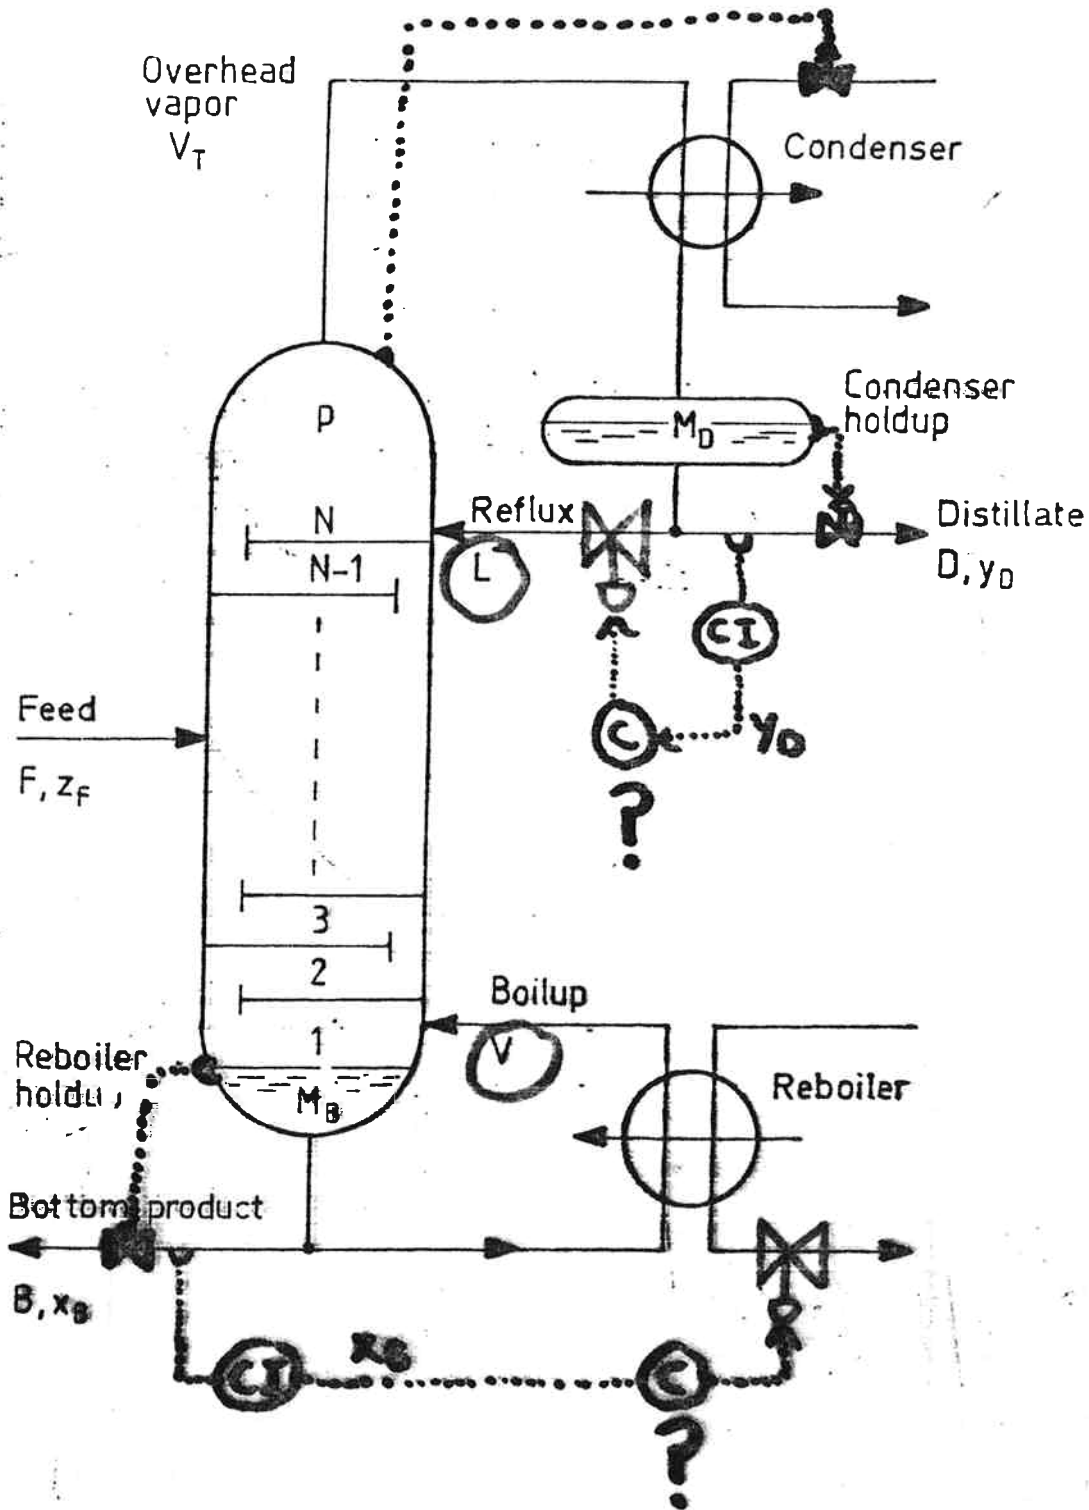 Overhead
vapor
V_T
Condenser
P
Condenser
holdup
M_D
Reflux
N
N-1
L
Distillate
D, y_D
CI
Feed
C
y_D
F, z_F
?
3
2
Boilup
1
V
Reboiler
holdu
M_B
Reboiler
Bottom product
B, x_B
CI
x_B
C
?